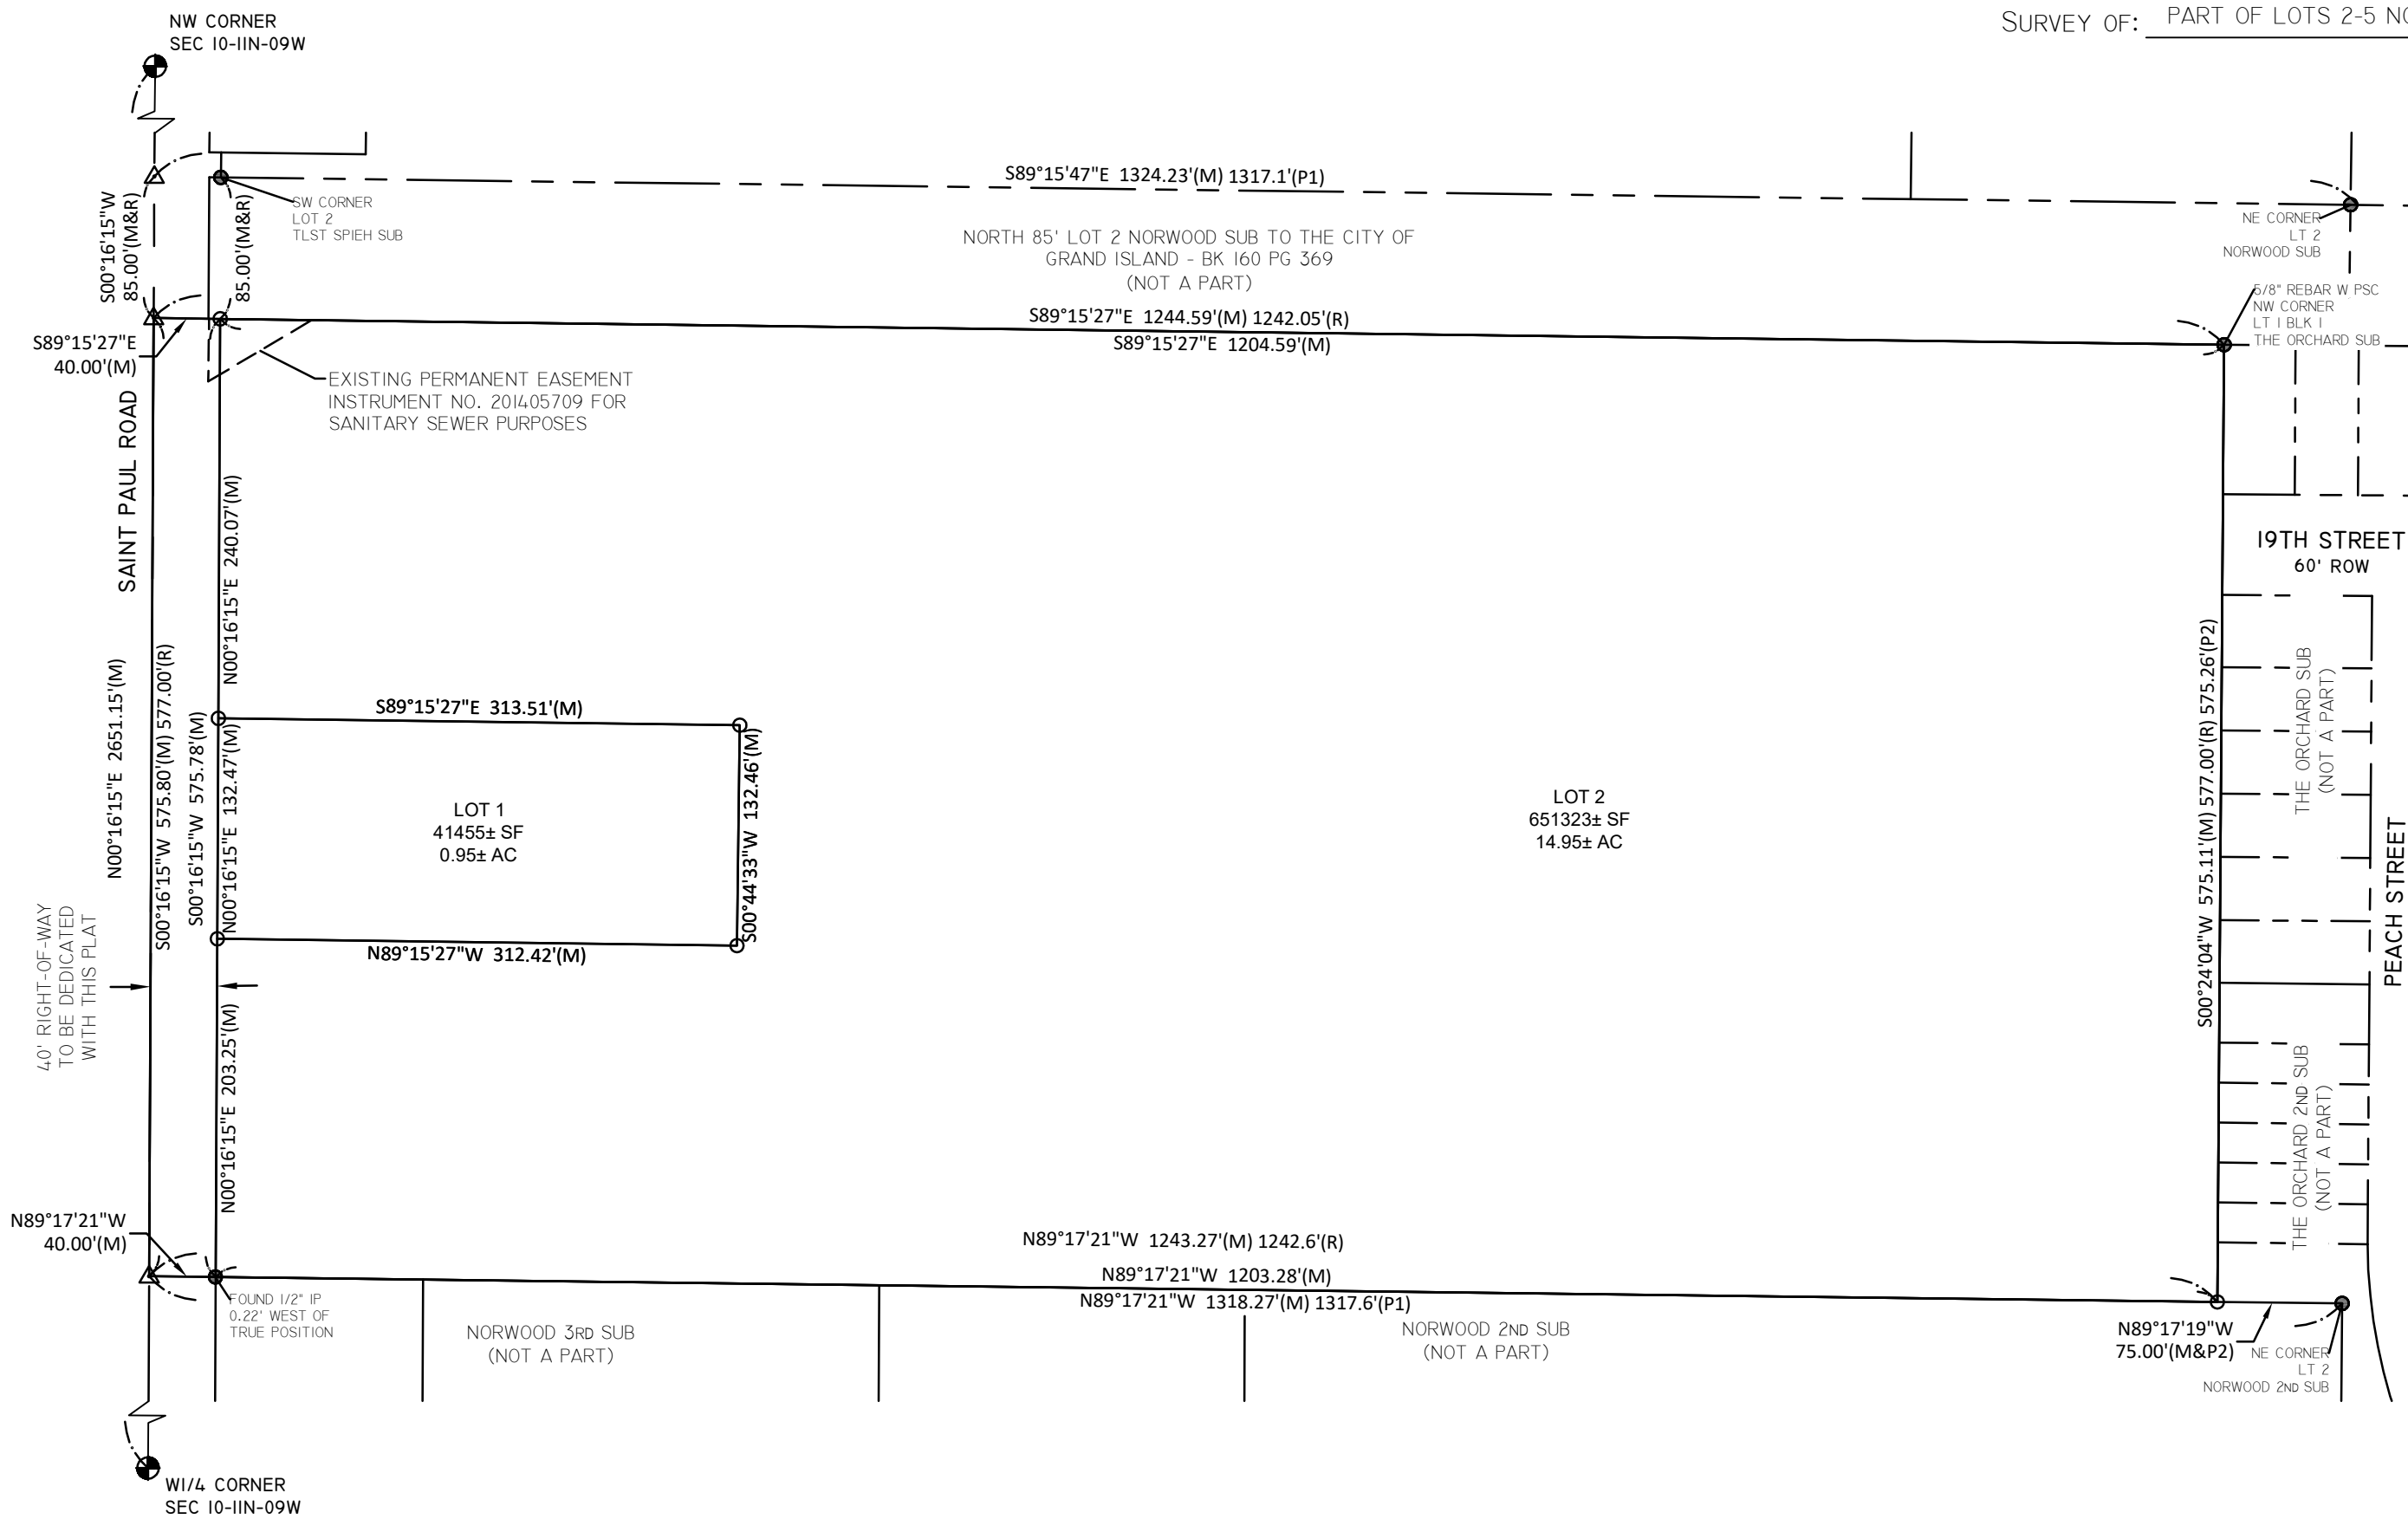 SURVEY OF: PART OF LOTS 2-5
NW CORNER
SEC 10-11N-09W
S89°15'47"E 1324.23'(M) 1317.1'(P1)
SW CORNER
LOT 2
TLST SPIEH SUB
S00°16'15"W
85.00'(M&R)
85.00'(M&R)
NORTH 85' LOT 2 NORWOOD SUB TO THE CITY OF
GRAND ISLAND - BK 160 PG 369
(NOT A PART)
NE CORNER
LT 2
NORWOOD SUB
5/8" REBAR W PSC
NW CORNER
LT 1 BLK 1
THE ORCHARD SUB
S89°15'27"E 1244.59'(M) 1242.05'(R)
S89°15'27"E 1204.59'(M)
S89°15'27"E
40.00'(M)
EXISTING PERMANENT EASEMENT
INSTRUMENT NO. 201405709 FOR
SANITARY SEWER PURPOSES
SAINT PAUL ROAD
N00°16'15"E 240.07'(M)
19TH STREET
60' ROW
N00°16'15"E 2651.15'(M)
S00°16'15"W 575.80'(M) 577.00'(R)
S00°16'15"W 575.78'(M)
N00°16'15"E 132.47'(M)
S89°15'27"E 313.51'(M)
S00°44'33"W 132.46'(M)
LOT 1
41455± SF
0.95± AC
N89°15'27"W 312.42'(M)
LOT 2
651323± SF
14.95± AC
S00°24'04"W 575.11'(M) 577.00'(R) 575.26'(P2)
THE ORCHARD SUB
(NOT A PART)
PEACH STREET
40' RIGHT-OF-WAY
TO BE DEDICATED
WITH THIS PLAT
N00°16'15"E 203.25'(M)
THE ORCHARD 2ND SUB
(NOT A PART)
N89°17'21"W
40.00'(M)
N89°17'21"W 1243.27'(M) 1242.6'(R)
N89°17'21"W 1203.28'(M)
N89°17'21"W 1318.27'(M) 1317.6'(P1)
FOUND 1/2" IP
0.22' WEST OF
TRUE POSITION
NORWOOD 3RD SUB
(NOT A PART)
NORWOOD 2ND SUB
(NOT A PART)
N89°17'19"W
75.00'(M&P2)
NE CORNER
LT 2
NORWOOD 2ND SUB
W1/4 CORNER
SEC 10-11N-09W